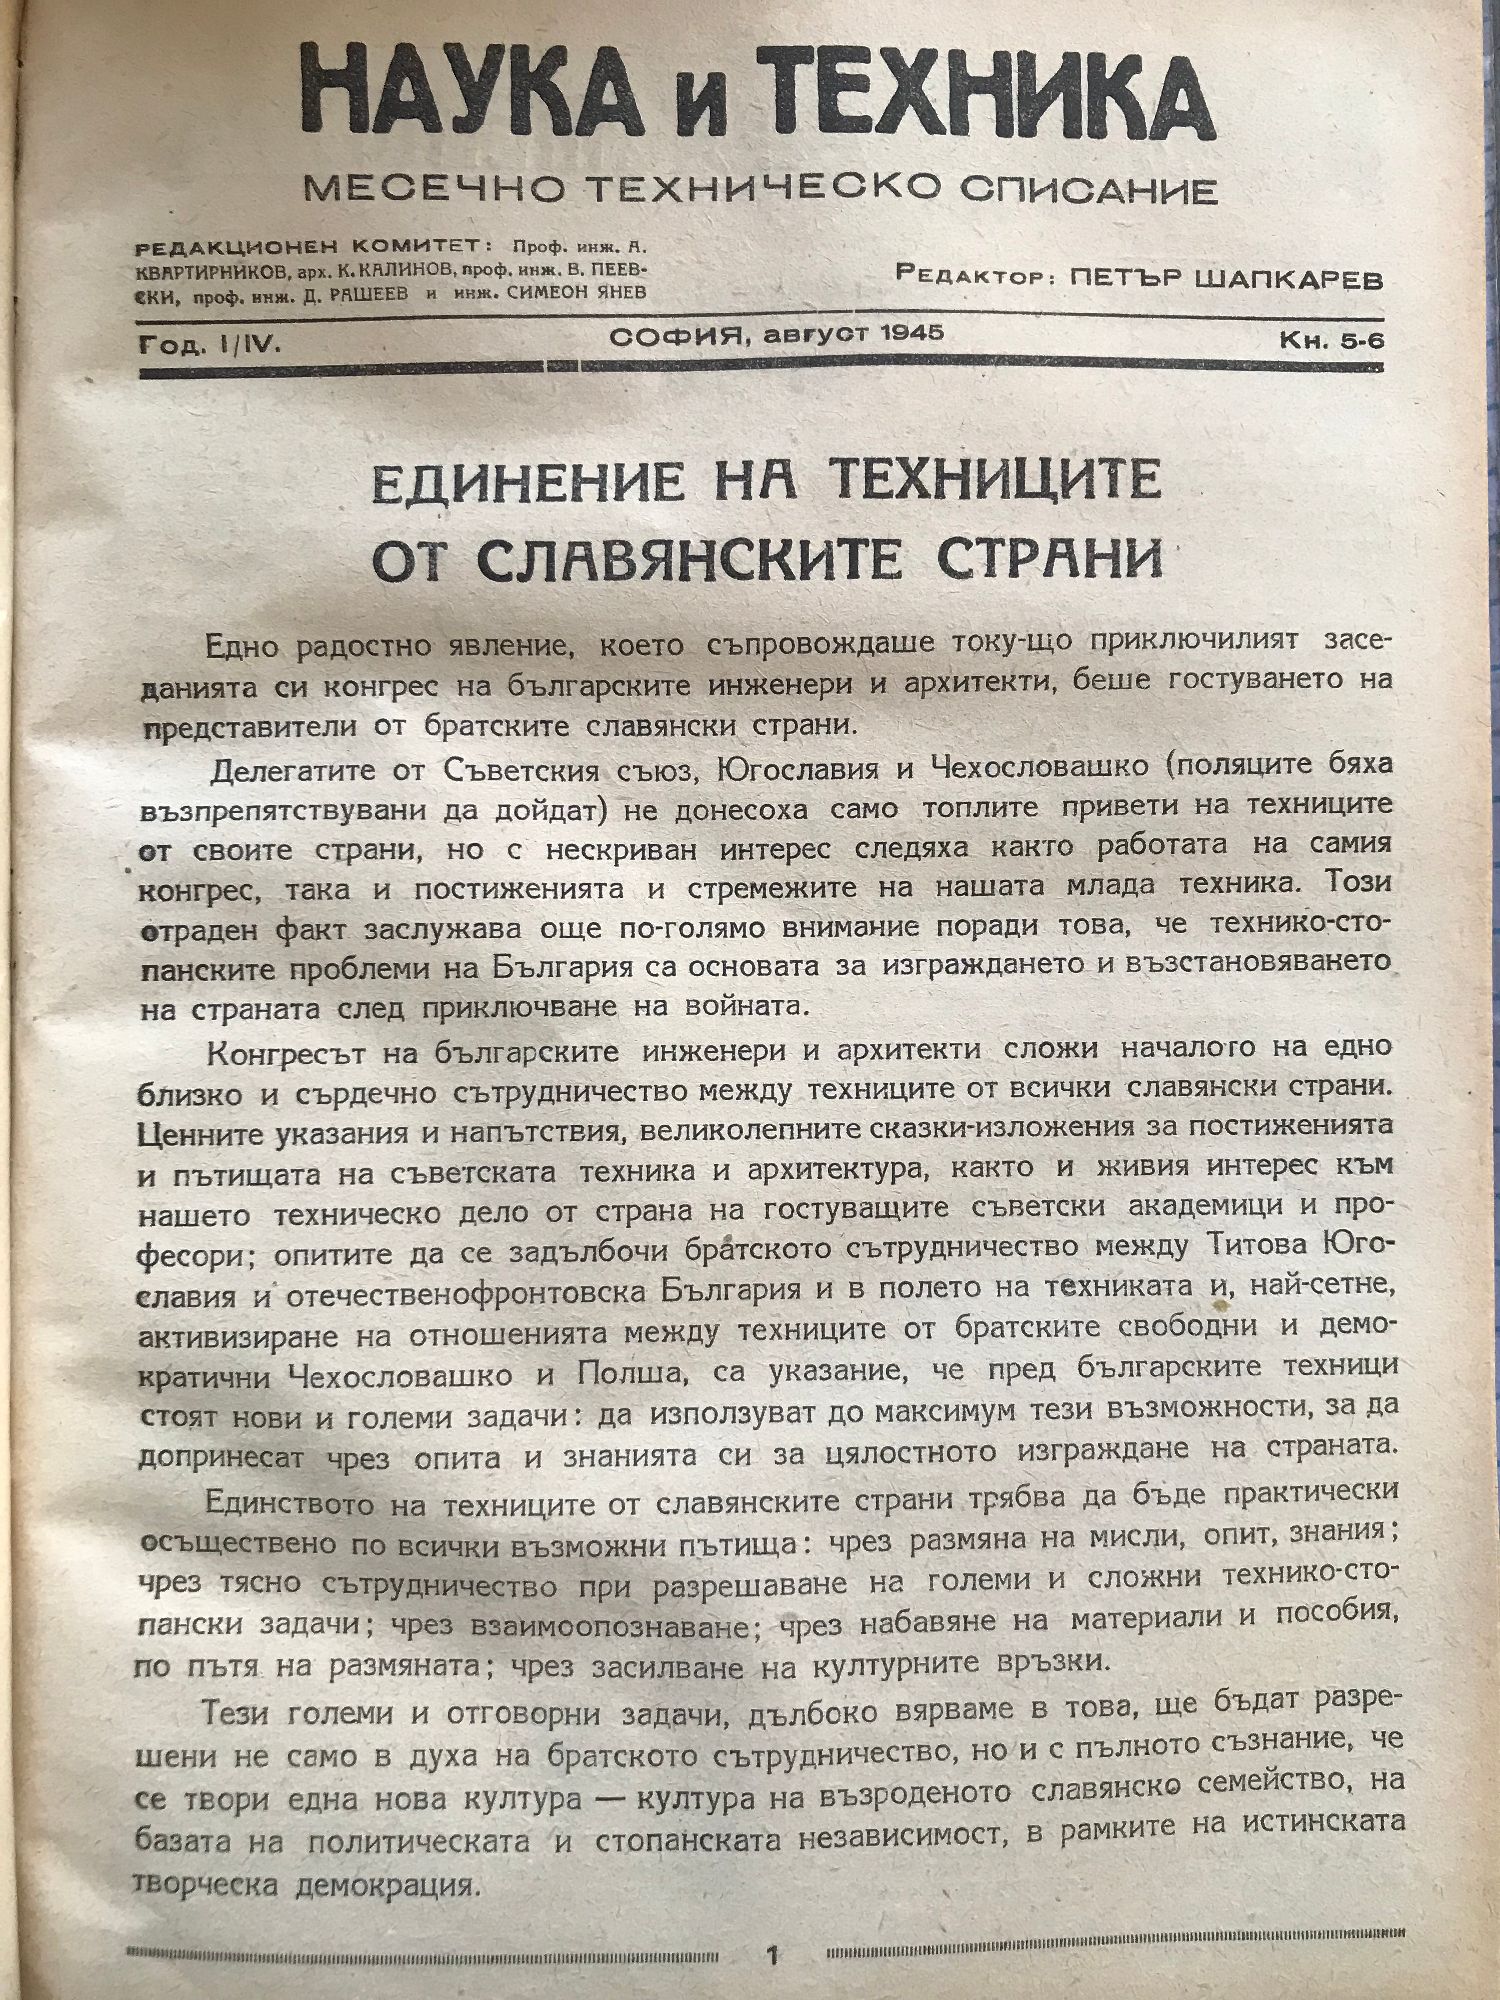 НАУКА и ТЕХНИКА
МЕСЕЧНО ТЕХНИЧЕСКО СПИСАНИЕ
РЕДАКЦИОНЕН КОМИТЕТ: Проф. инж. А.
КВАРТИРНИКОВ, арх. К. КАЛИНОВ, проф. инж. В. ПЕЕВ-
СКИ, проф. инж. Д. РАШЕЕВ и инж. СИМЕОН ЯНЕВ
РЕДАКТОР: ПЕТЪР ШАПКАРЕВ
Год. I/IV.
СОФИЯ, август 1945
Кн. 5-6
ЕДИНЕНИЕ НА ТЕХНИЦИТЕ
ОТ СЛАВЯНСКИТЕ СТРАНИ
Едно радостно явление, което съпровождаше току-що приключилият засе-
данията си конгрес на българските инженери и архитекти, беше гостуването на
представители от братските славянски страни.
Делегатите от Съветския съюз, Югославия и Чехословашко (поляците бяха
възпрепятствувани да дойдат) не донесоха само топлите привети на техниците
от своите страни, но с нескриван интерес следяха както работата на самия
конгрес, така и постиженията и стремежите на нашата млада техника. Този
отраден факт заслужава още по-голямо внимание поради това, че технико-сто-
панските проблеми на България са основата за изграждането и възстановяването
на страната след приключване на войната.
Конгресът на българските инженери и архитекти сложи началото на едно
близко и сърдечно сътрудничество между техниците от всички славянски страни.
Ценните указания и напътствия, великолепните сказки-изложения за постиженията
и пътищата на съветската техника и архитектура, както и живия интерес към
нашето техническо дело от страна на гостуващите съветски академици и про-
фесори; опитите да се задълбочи братското сътрудничество между Титова Юго-
славия и отечественофронтовска България и в полето на техниката и, най-сетне,
активизиране на отношенията между техниците от братските свободни и демо-
кратични Чехословашко и Полша, са указание, че пред българските техници
стоят нови и големи задачи: да използуват до максимум тези възможности, за да
допринесат чрез опита и знанията си за цялостното изграждане на страната.
Единството на техниците от славянските страни трябва да бъде практически
осъществено по всички възможни пътища: чрез размяна на мисли, опит, знания;
чрез тясно сътрудничество при разрешаване на големи и сложни технико-сто-
пански задачи; чрез взаимоопознаване; чрез набавяне на материали и пособия,
по пътя на размяната; чрез засилване на културните връзки.
Тези големи и отговорни задачи, дълбоко вярваме в това, ще бъдат разре-
шени не само в духа на братското сътрудничество, но и с пълното съзнание, че
се твори една нова култура — култура на възроденото славянско семейство, на
базата на политическата и стопанската независимост, в рамките на истинската
творческа демокрация.
1